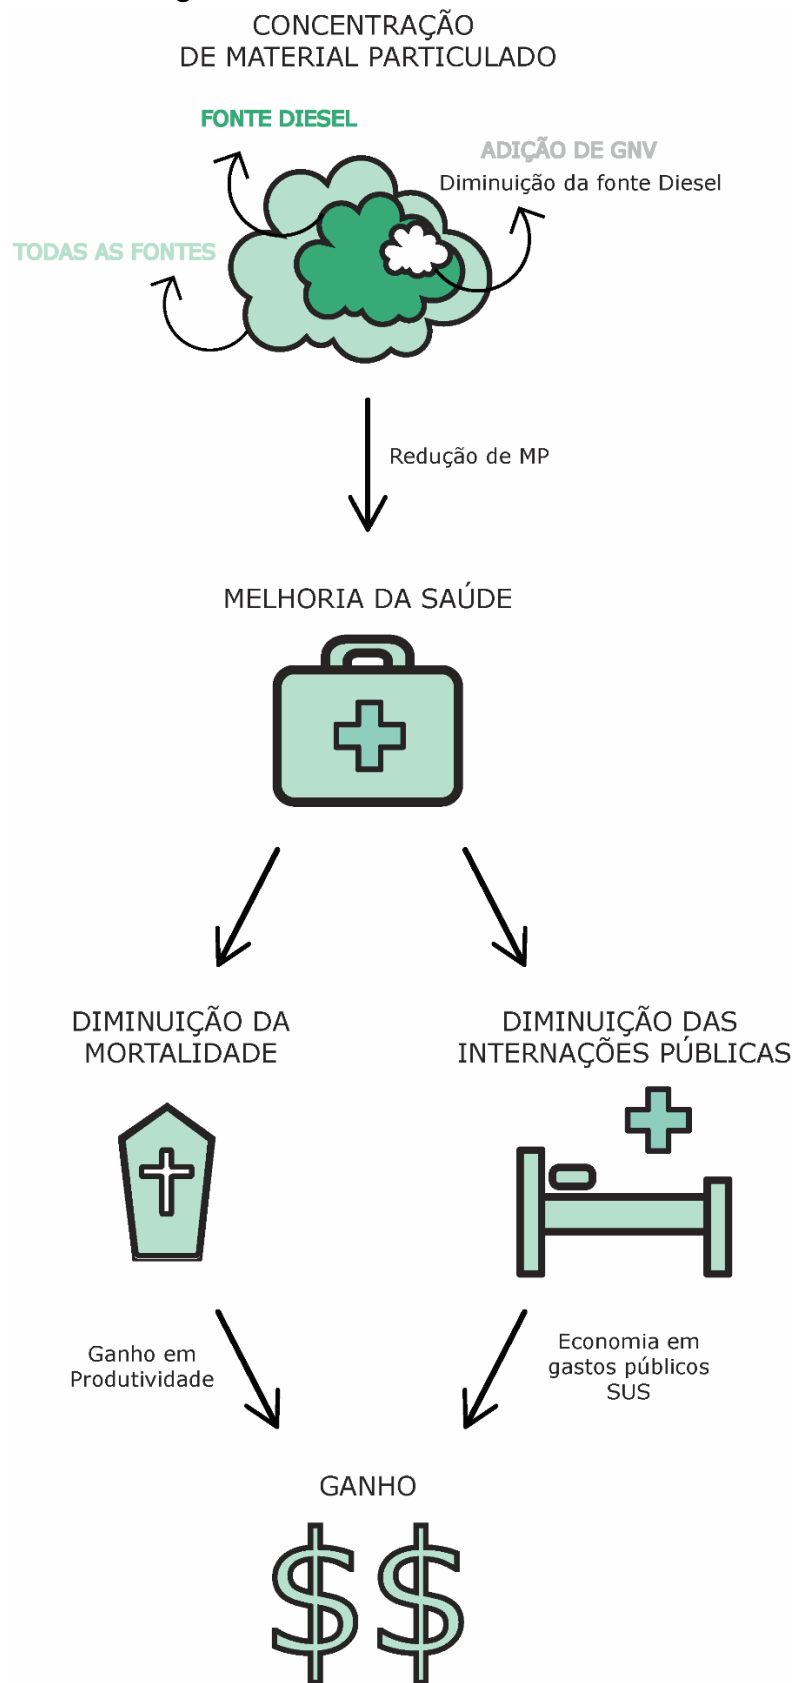 CONCENTRAÇÃO
DE MATERIAL PARTICULADO
FONTE DIESEL
ADIÇÃO DE GNV
Diminuição da fonte Diesel
TODAS AS FONTES
Redução de MP
MELHORIA DA SAÚDE
DIMINUIÇÃO DA
MORTALIDADE
DIMINUIÇÃO DAS
INTERNAÇÕES PÚBLICAS
Ganho em
Produtividade
Economia em
gastos públicos
SUS
GANHO
$$